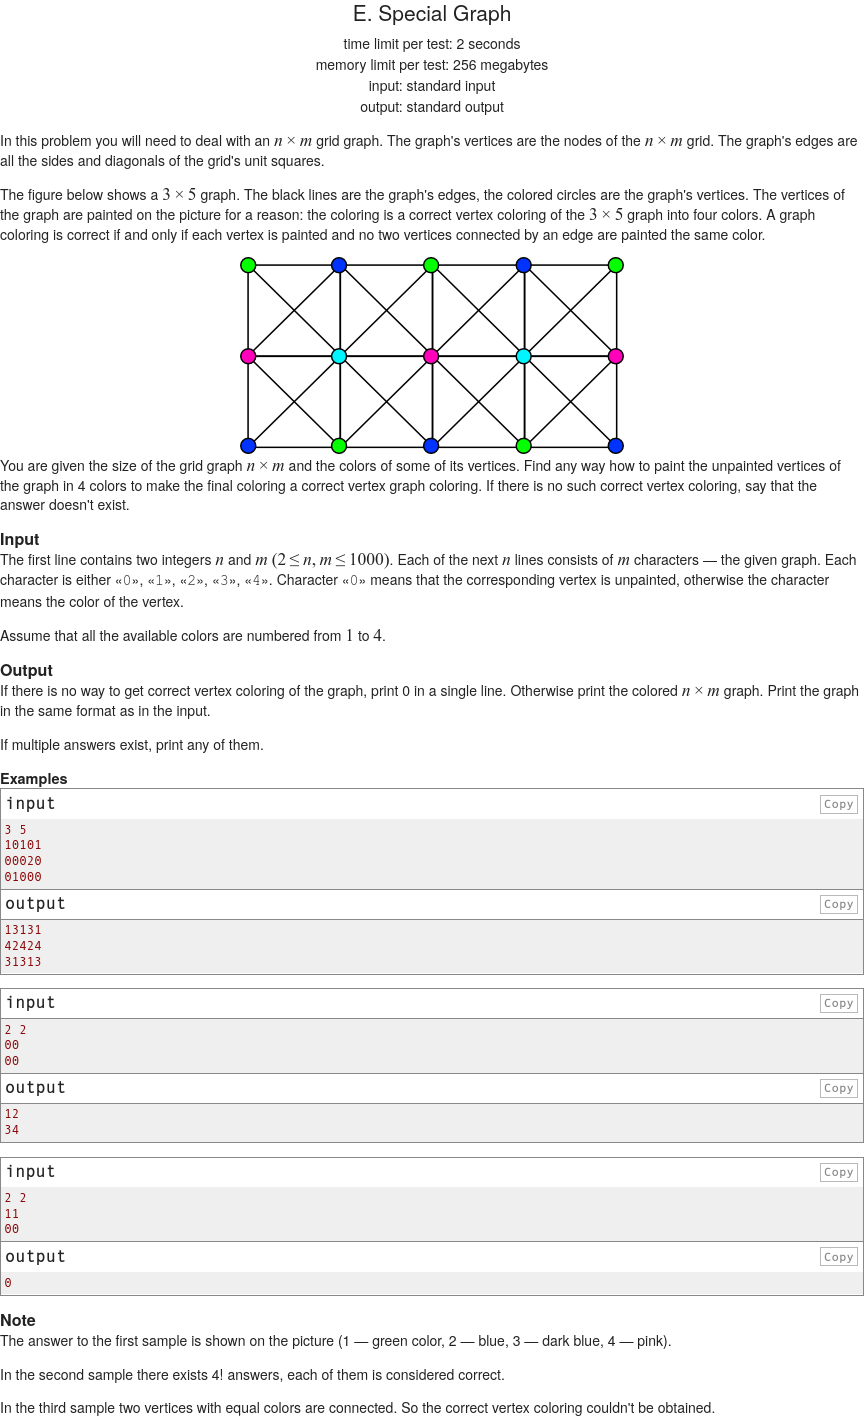 E. Special Graph
time limit per test: 2 seconds
memory limit per test: 256 megabytes
input: standard input
output: standard output
In this problem you will need to deal with an n × m grid graph. The graph's vertices are the nodes of the n × m grid. The graph's edges are
all the sides and diagonals of the grid's unit squares.
The figure below shows a 3 × 5 graph. The black lines are the graph's edges, the colored circles are the graph's vertices. The vertices of
the graph are painted on the picture for a reason: the coloring is a correct vertex coloring of the 3 × 5 graph into four colors. A graph
coloring is correct if and only if each vertex is painted and no two vertices connected by an edge are painted the same color.
You are given the size of the grid graph n × m and the colors of some of its vertices. Find any way how to paint the unpainted vertices of
the graph in 4 colors to make the final coloring a correct vertex graph coloring. If there is no such correct vertex coloring, say that the
answer doesn't exist.
Input
The first line contains two integers n and m (2 ≤ n, m ≤ 1000). Each of the next n lines consists of m characters — the given graph. Each
character is either «0», «1», «2», «3», «4». Character «0» means that the corresponding vertex is unpainted, otherwise the character
means the color of the vertex.
Assume that all the available colors are numbered from 1 to 4.
Output
If there is no way to get correct vertex coloring of the graph, print 0 in a single line. Otherwise print the colored n × m graph. Print the graph
in the same format as in the input.
If multiple answers exist, print any of them.
Examples
input Copy
3 5
10101
00020
01000
output Copy
13131
42424
31313
input Copy
2 2
00
00
output Copy
12
34
input Copy
2 2
11
00
output Copy
0
Note
The answer to the first sample is shown on the picture (1 — green color, 2 — blue, 3 — dark blue, 4 — pink).
In the second sample there exists 4! answers, each of them is considered correct.
In the third sample two vertices with equal colors are connected. So the correct vertex coloring couldn't be obtained.